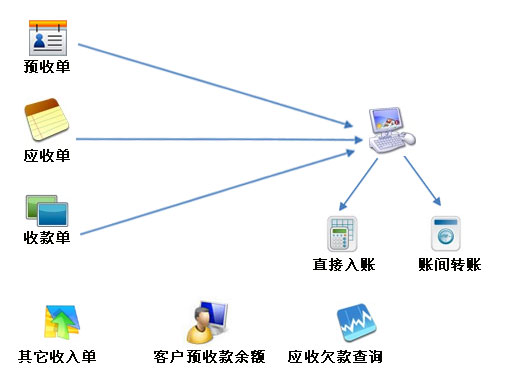 预收单
应收单
收款单
直接入账
账间转账
其它收入单
客户预收款余额
应收欠款查询